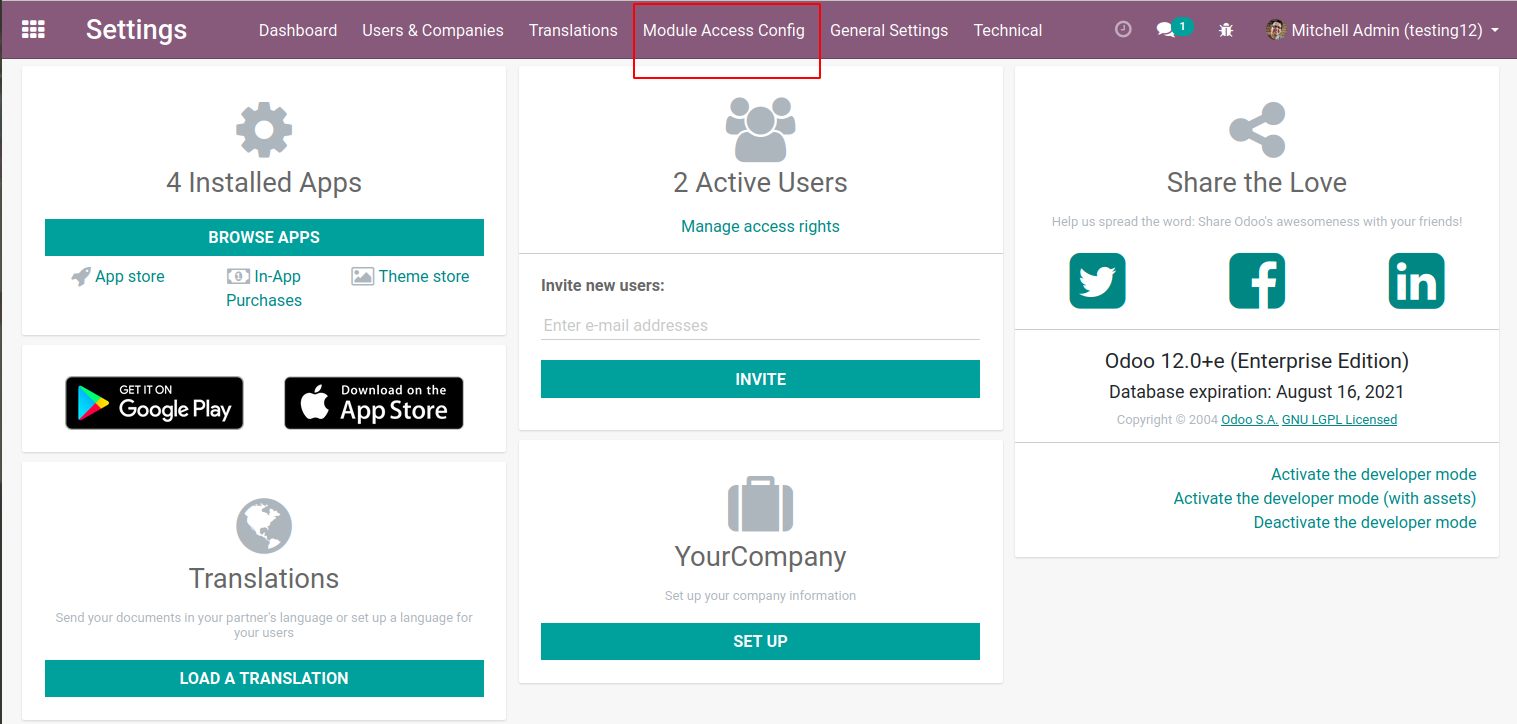 Settings
Dashboard
Users & Companies
Translations
Module Access Config
General Settings
Technical
1
Mitchell Admin (testing12)
4 Installed Apps
BROWSE APPS
App store
In-App
Purchases
Theme store
GET IT ON
Google Play
Download on the
App Store
Translations
Send your documents in your partner's language or set up a language for
your users
LOAD A TRANSLATION
2 Active Users
Manage access rights
Invite new users:
Enter e-mail addresses
INVITE
YourCompany
Set up your company information
SET UP
Share the Love
Help us spread the word: Share Odoo's awesomeness with your friends!
Odoo 12.0+e (Enterprise Edition)
Database expiration: August 16, 2021
Copyright © 2004 Odoo S.A. GNU LGPL Licensed
Activate the developer mode
Activate the developer mode (with assets)
Deactivate the developer mode